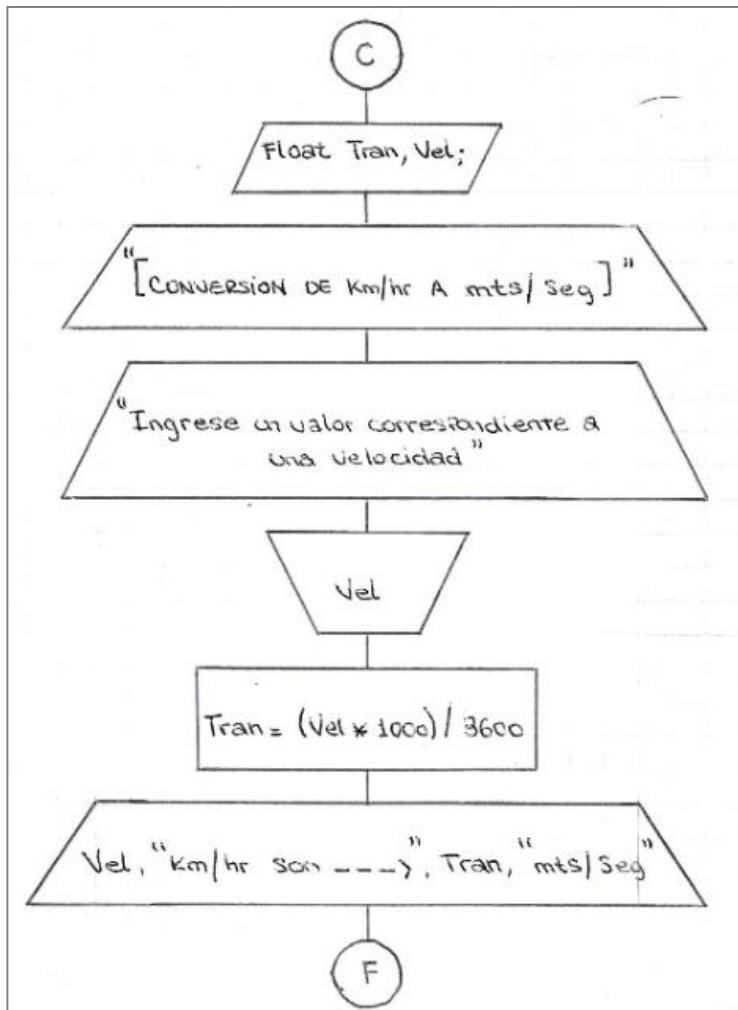 C
Float Tran, Vel;
"[CONVERSION DE Km/hr A mts/Seg]"
"Ingrese un valor correspondiente a
una velocidad"
Vel
Tran = (Vel * 1000) / 3600
Vel, "Km/hr son --->", Tran, "mts/Seg"
F